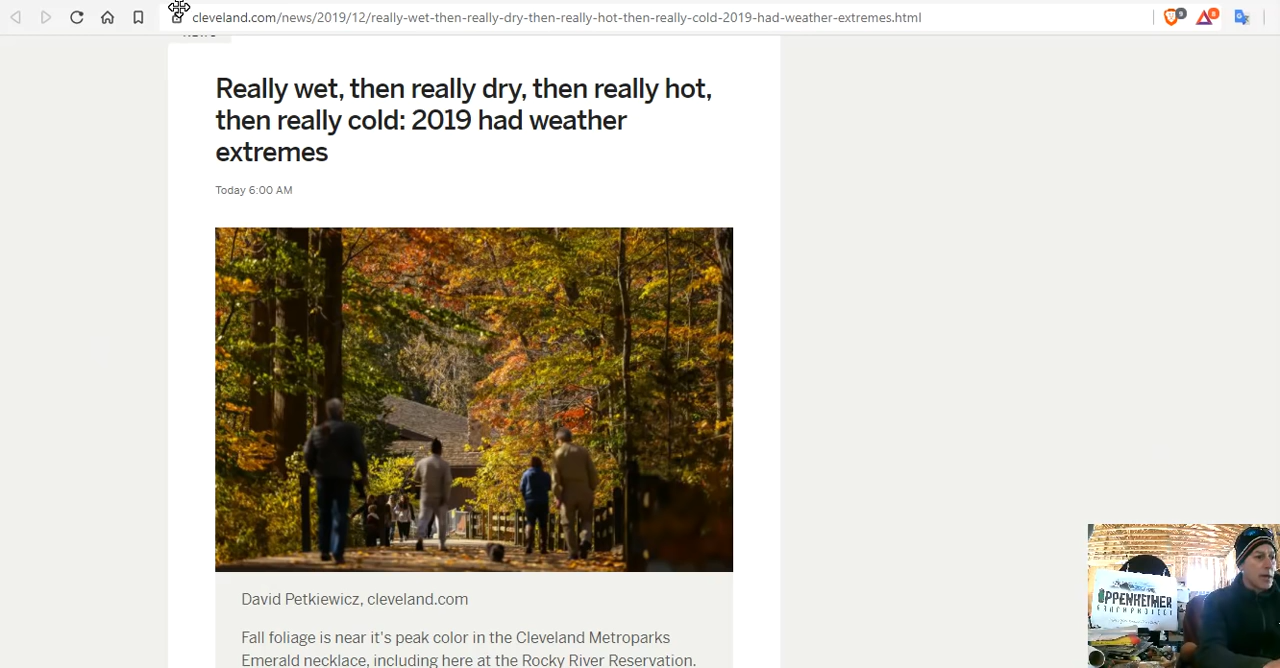 cleveland.com/news/2019/12/really-wet-then-really-dry-then-really-hot-then-really-cold-2019-had-weather-extremes.html
9
8
Really wet, then really dry, then really hot,
then really cold: 2019 had weather
extremes
Today 6:00 AM
David Petkiewicz, cleveland.com
Fall foliage is near it's peak color in the Cleveland Metroparks
Emerald necklace, including here at the Rocky River Reservation.
PPENHEIMER